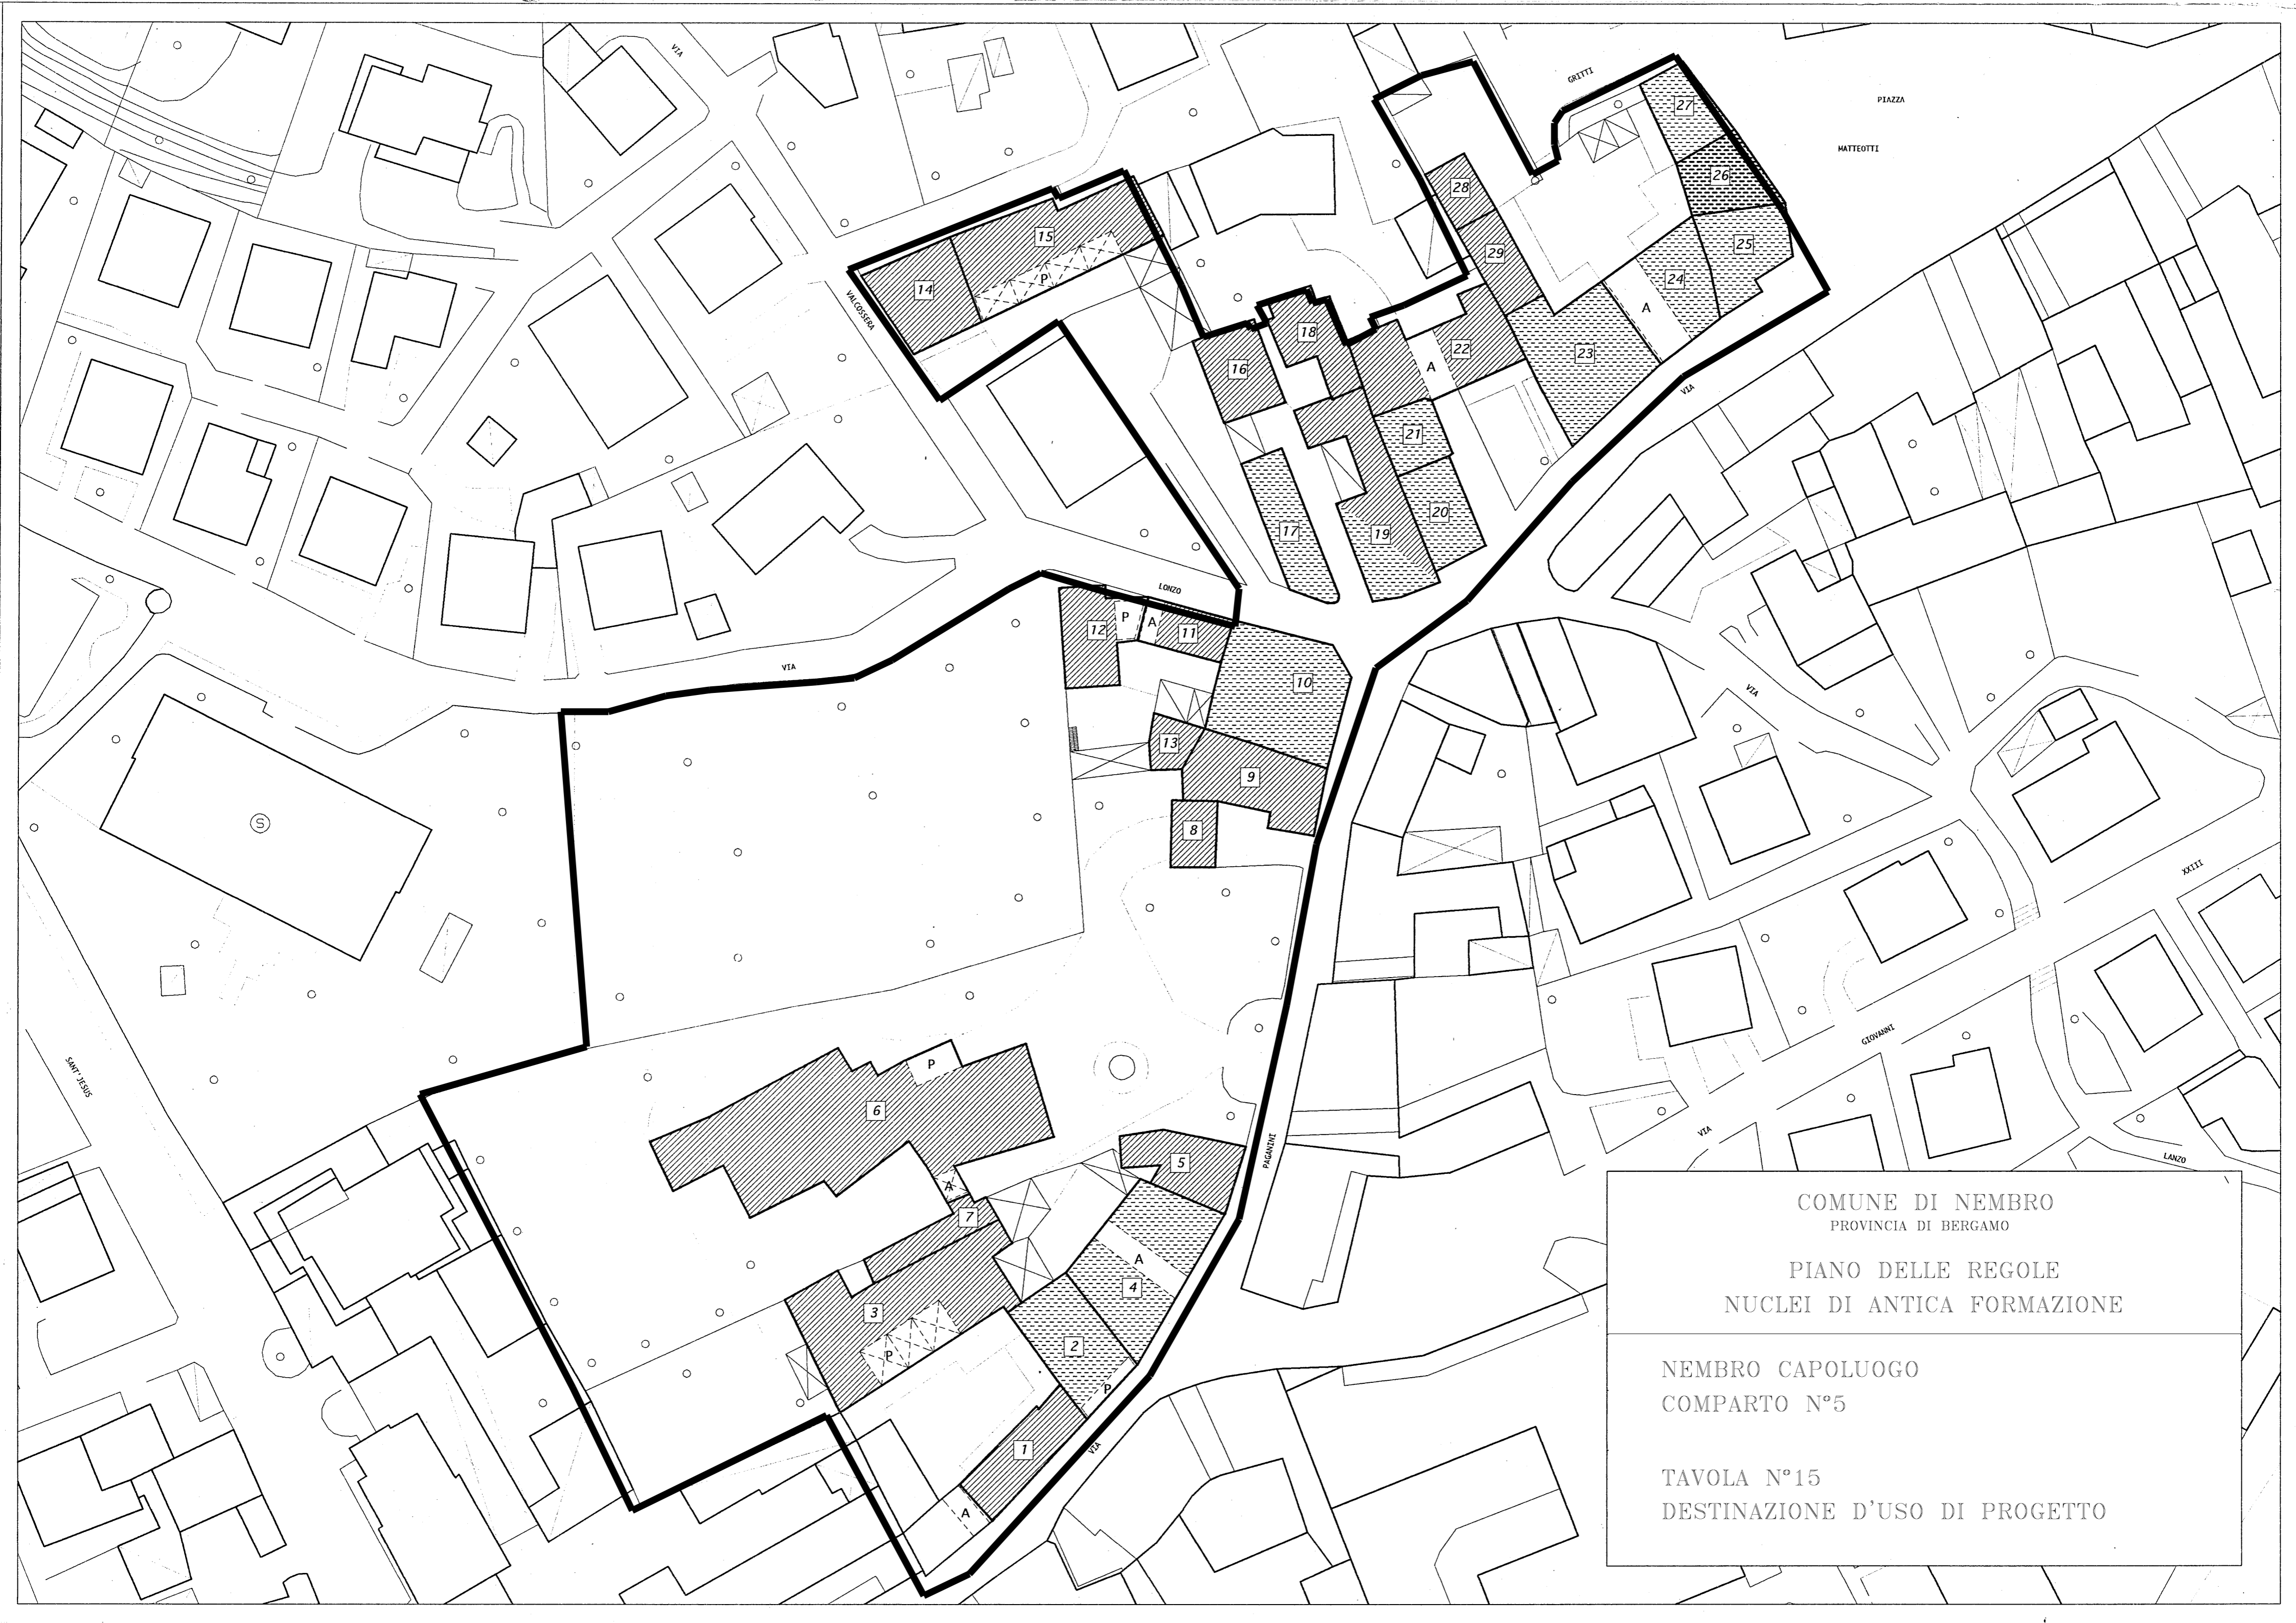 VIA
GRITTI
PIAZZA
27
MATTEOTTI
26
28
15
25
29
P
24
14
A
VALCOSSERA
18
22
23
16
A
VIA
21
20
17
19
LONZO
P
A
12
11
VIA
10
VIA
13
9
S
8
XXIII
GIOVANNI
P
SANT'JESUS
6
VIA
PAGANINI
LANZO
5
A
7
A
4
3
2
P
P
1
VIA
A
COMUNE DI NEMBRO
PROVINCIA DI BERGAMO
PIANO DELLE REGOLE
NUCLEI DI ANTICA FORMAZIONE
NEMBRO CAPOLUOGO
COMPARTO N°5
TAVOLA N°15
DESTINAZIONE D'USO DI PROGETTO